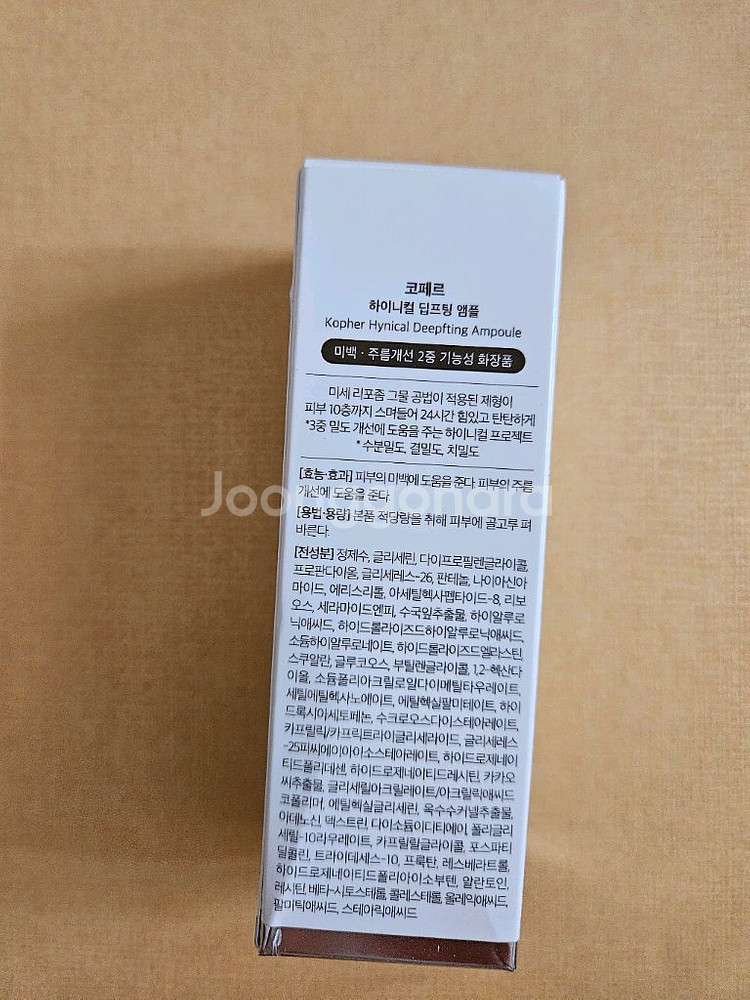 코페르
하이니컬 딥프팅 앰플
Kopher Hynical Deepfting Ampoule
미백 · 주름개선 2중 기능성 화장품
미세 리포좀 그물 공법이 적용된 제형이
피부 10층까지 스며들어 24시간 힘있고 탄탄하게
*3중 밀도 개선에 도움을 주는 하이니컬 프로젝트
* 수분밀도, 결밀도, 치밀도
[효능·효과] 피부의 미백에 도움을 준다. 피부의 주름
개선에 도움을 준다.
Joonggonara
[용법·용량] 본품 적당량을 취해 피부에 골고루 펴
바른다.
[전성분] 정제수, 글리세린, 다이프로필렌글라이콜,
프로판다이올, 글리세레스-26, 판테놀, 나이아신아
마이드, 에리스리톨, 아세틸헥사펩타이드-8, 리보
오스, 세라마이드엔피, 수국잎추출물, 하이알루로
닉애씨드, 하이드롤라이즈드하이알루로닉애씨드,
소듐하이알루로네이트, 하이드롤라이즈드엘라스틴,
스쿠알란, 글루코오스, 부틸렌글라이콜, 1,2-헥산다
이올, 소듐폴리아크릴로일다이메틸타우레이트,
세틸에틸헥사노에이트, 에틸헥실팔미테이트, 하이
드록시아세토페논, 수크로오스다이스테아레이트,
카프릴릭/카프릭트라이글리세라이드, 글리세레스
-25피씨에이아이소스테아레이트, 하이드로제네이
티드폴리데센, 하이드로제네이티드레시틴, 카카오
씨추출물, 글리세릴아크릴레이트/아크릴릭애씨드
코폴리머, 에틸헥실글리세린, 옥수수커넬추출물,
아데노신, 덱스트린, 다이소듐이디티에이, 폴리글리
세릴-10라우레이트, 카프릴릴글라이콜, 포스파티
딜콜린, 트라이데세스-10, 프룩탄, 레스베라트롤,
하이드로제네이티드폴리아이소부텐, 알란토인,
레시틴, 베타-시토스테롤, 콜레스테롤, 올레익애씨드,
팔미틱애씨드, 스테아릭애씨드